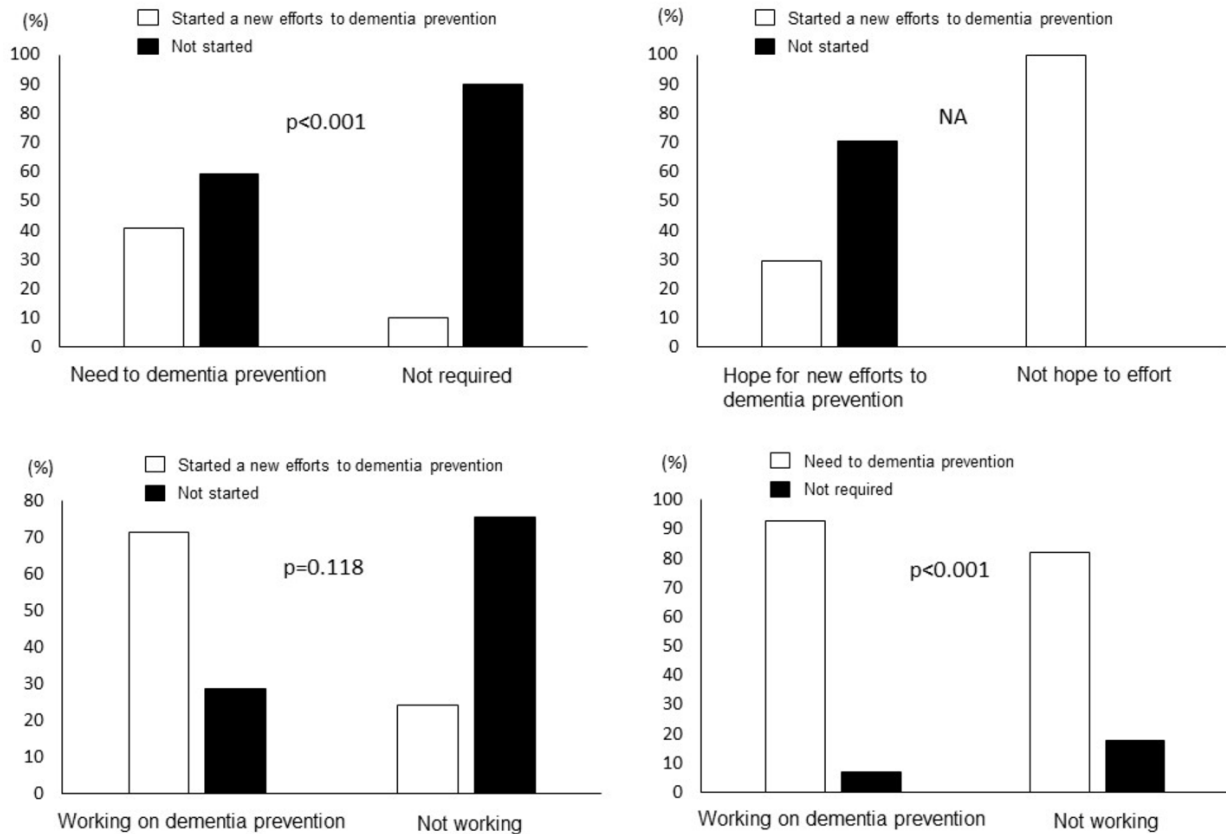 (%)
Started a new efforts to dementia prevention
Not started
100
90
80
70
60
50
40
30
20
10
0
p<0.001
Need to dementia prevention
Not required
(%)
Started a new efforts to dementia prevention
Not started
100
90
80
70
60
50
40
30
20
10
0
NA
Hope for new efforts to
dementia prevention
Not hope to effort
(%)
Started a new efforts to dementia prevention
Not started
80
70
60
50
40
30
20
10
0
p=0.118
Working on dementia prevention
Not working
(%)
Need to dementia prevention
Not required
100
90
80
70
60
50
40
30
20
10
0
p<0.001
Working on dementia prevention
Not working